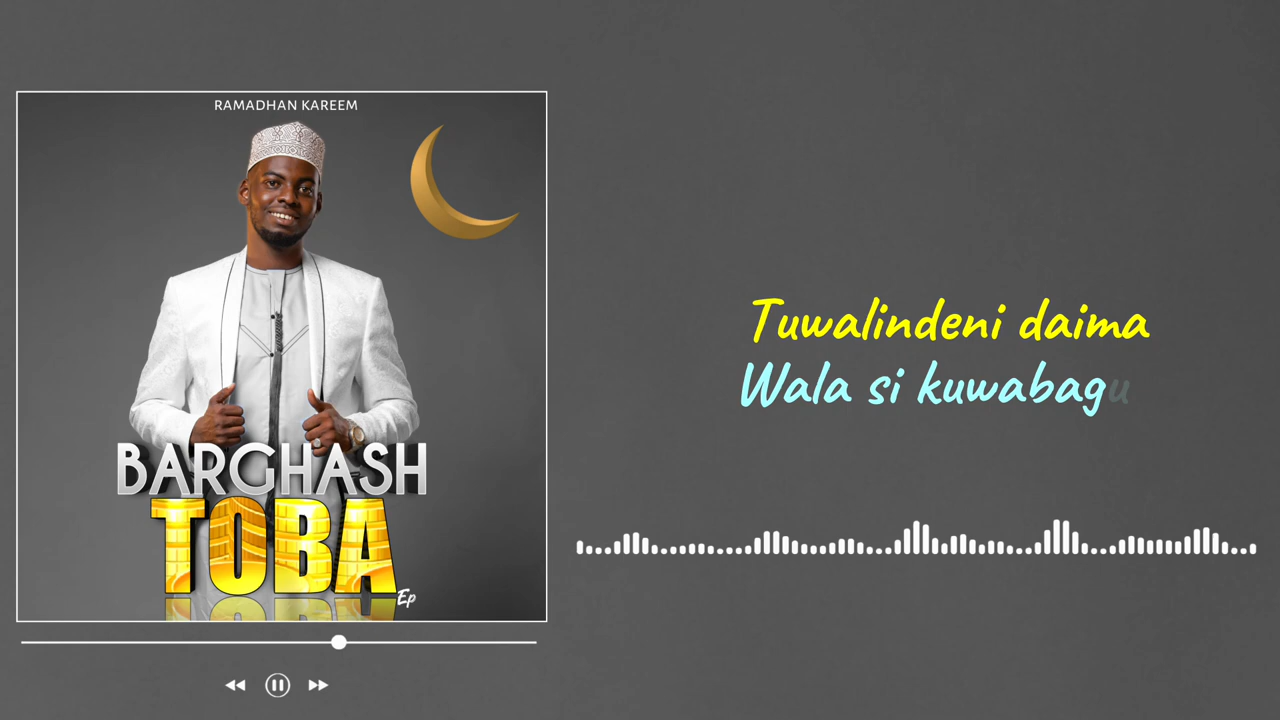 RAMADHAN KAREEM
BARGHASH
TOBA
Ep
Tuwalindeni daima
Wala si kuwabagu